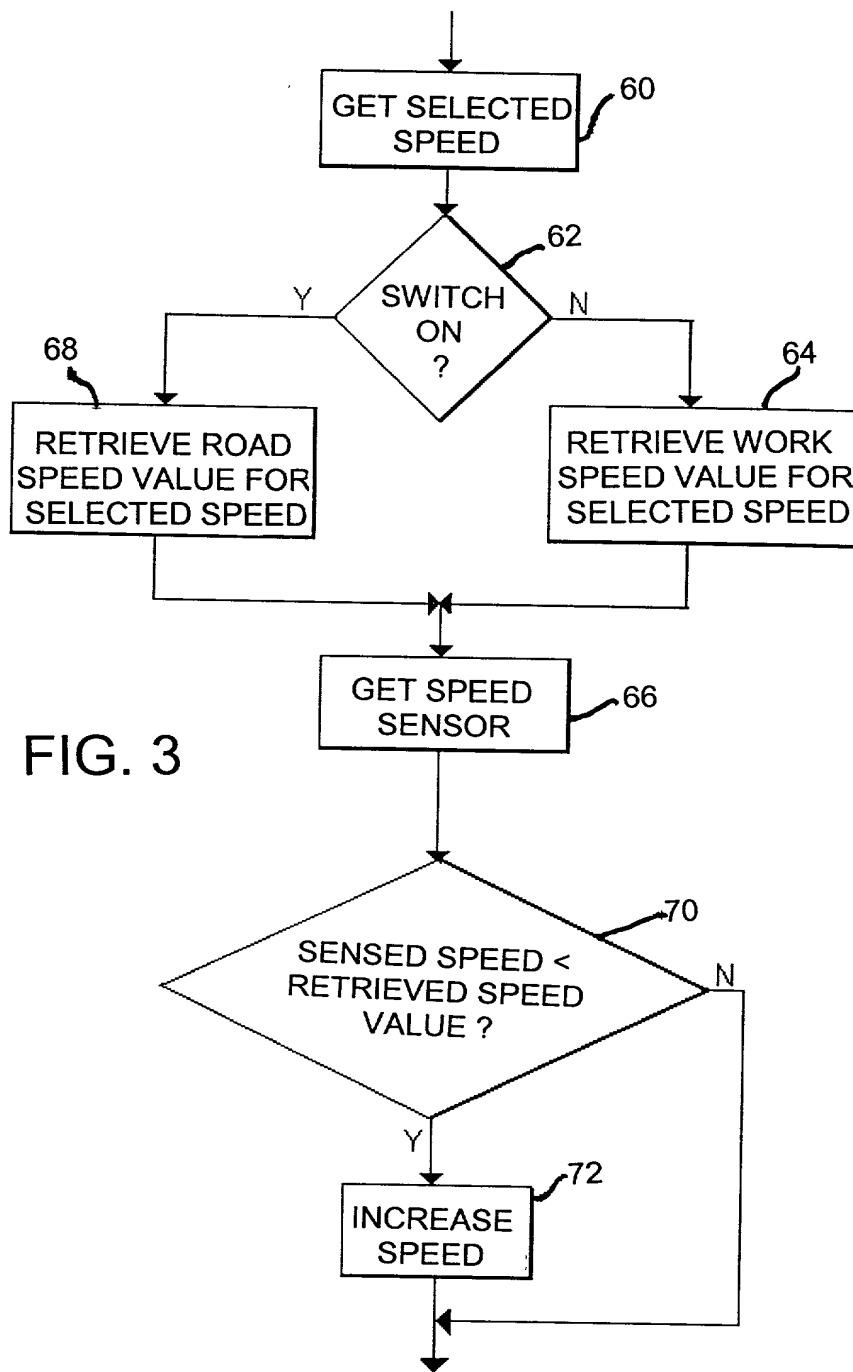 GET SELECTED
SPEED
60
62
SWITCH
ON
?
Y
N
68
64
RETRIEVE ROAD
SPEED VALUE FOR
SELECTED SPEED
RETRIEVE WORK
SPEED VALUE FOR
SELECTED SPEED
GET SPEED
SENSOR
66
FIG. 3
70
SENSED SPEED <
RETRIEVED SPEED
VALUE ?
N
Y
72
INCREASE
SPEED